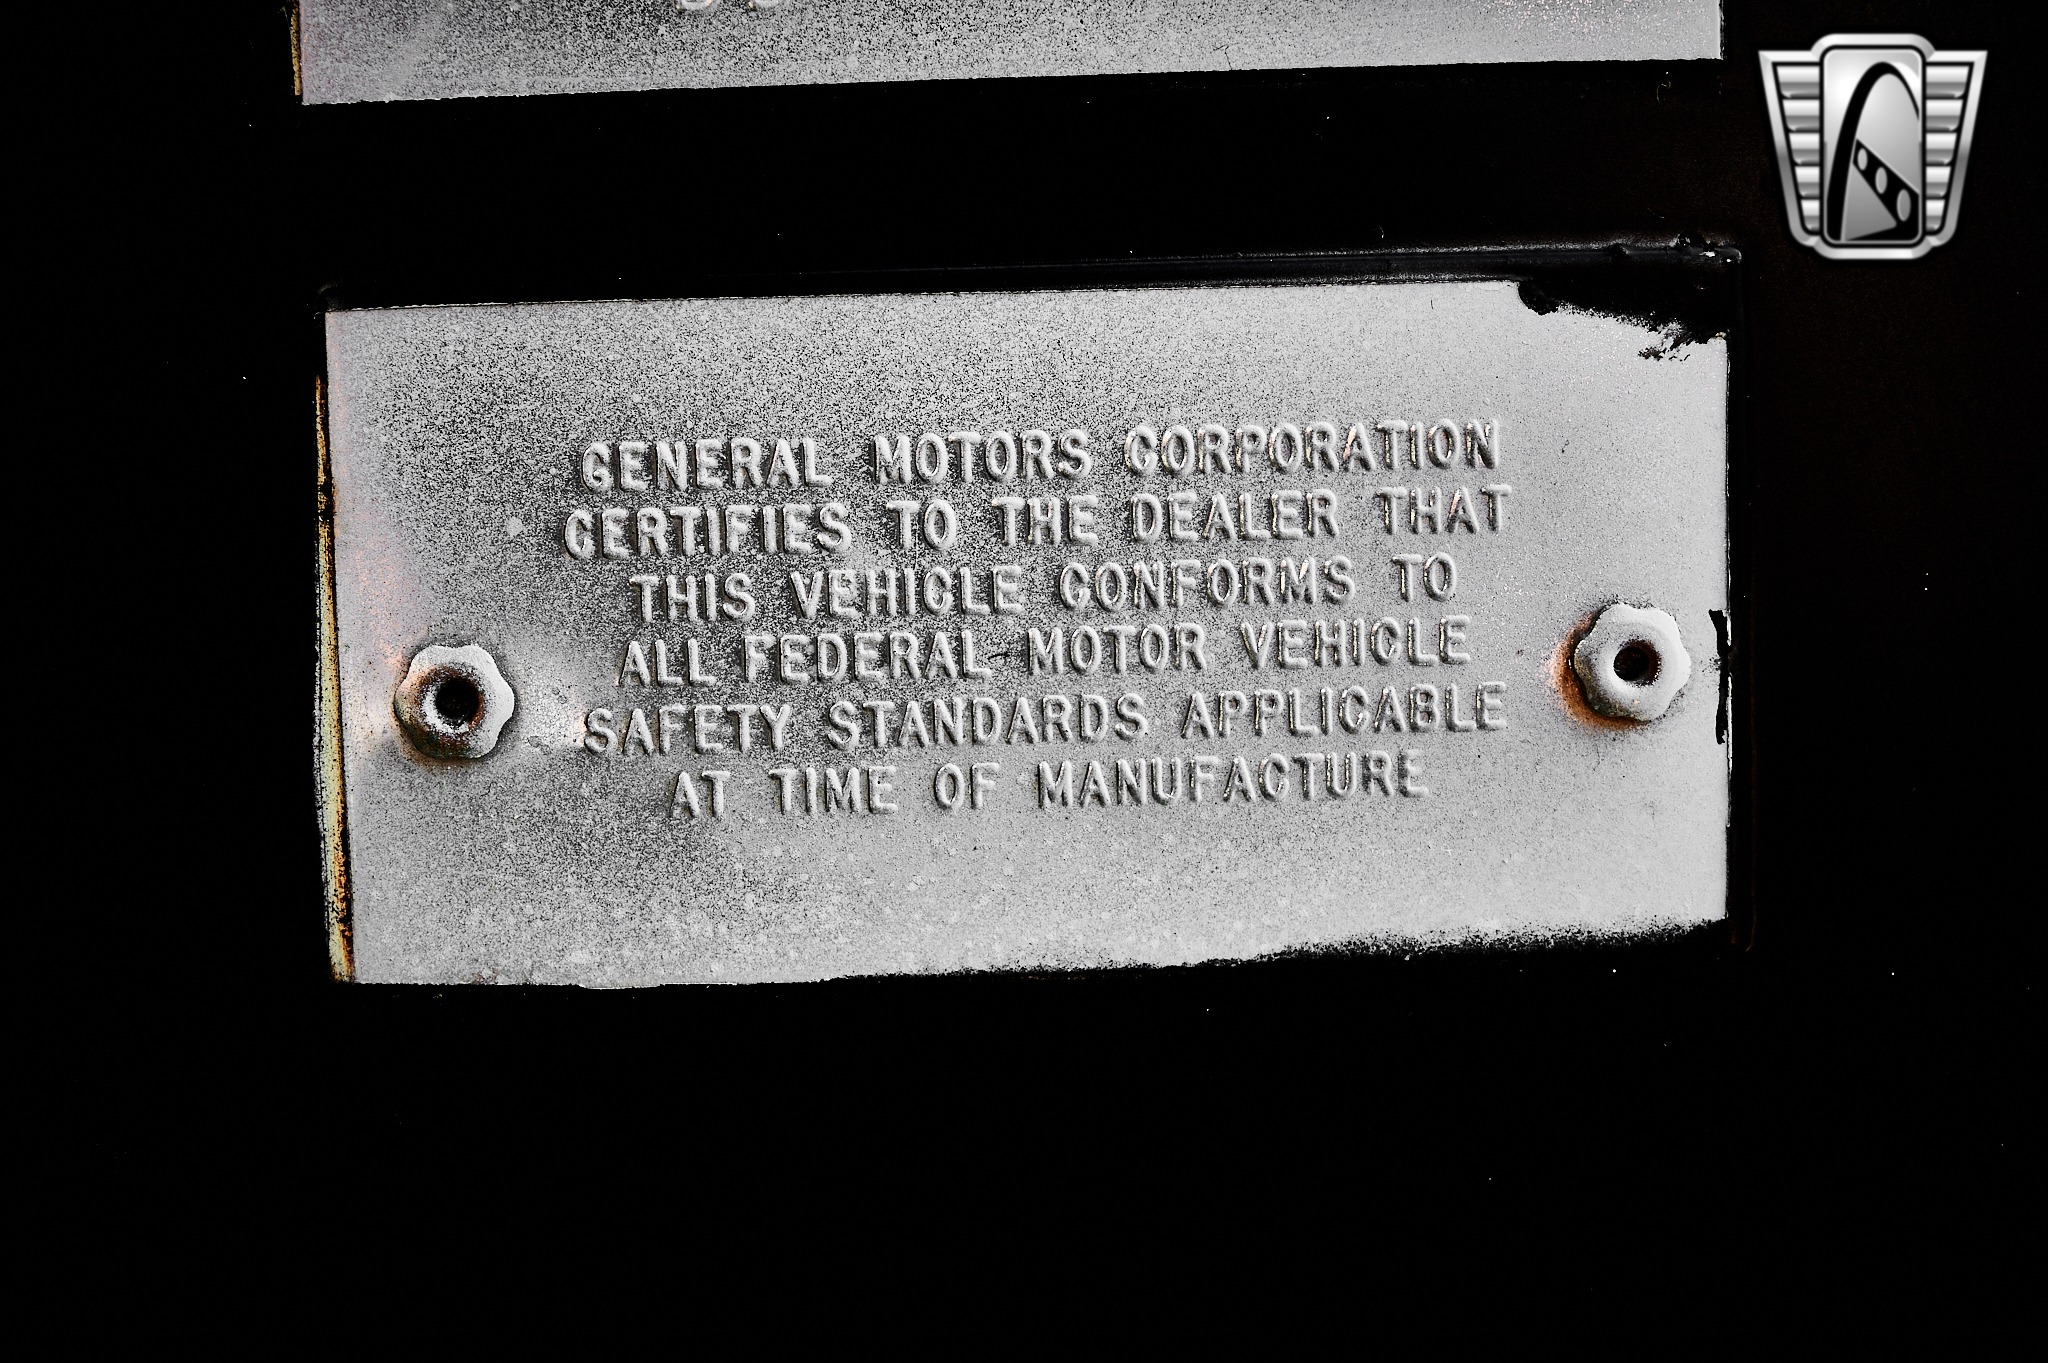 GENERAL MOTORS CORPORATION
CERTIFIES TO THE DEALER THAT
THIS VEHICLE CONFORMS TO
ALL FEDERAL MOTOR VEHICLE
SAFETY STANDARDS APPLICABLE
AT TIME OF MANUFACTURE